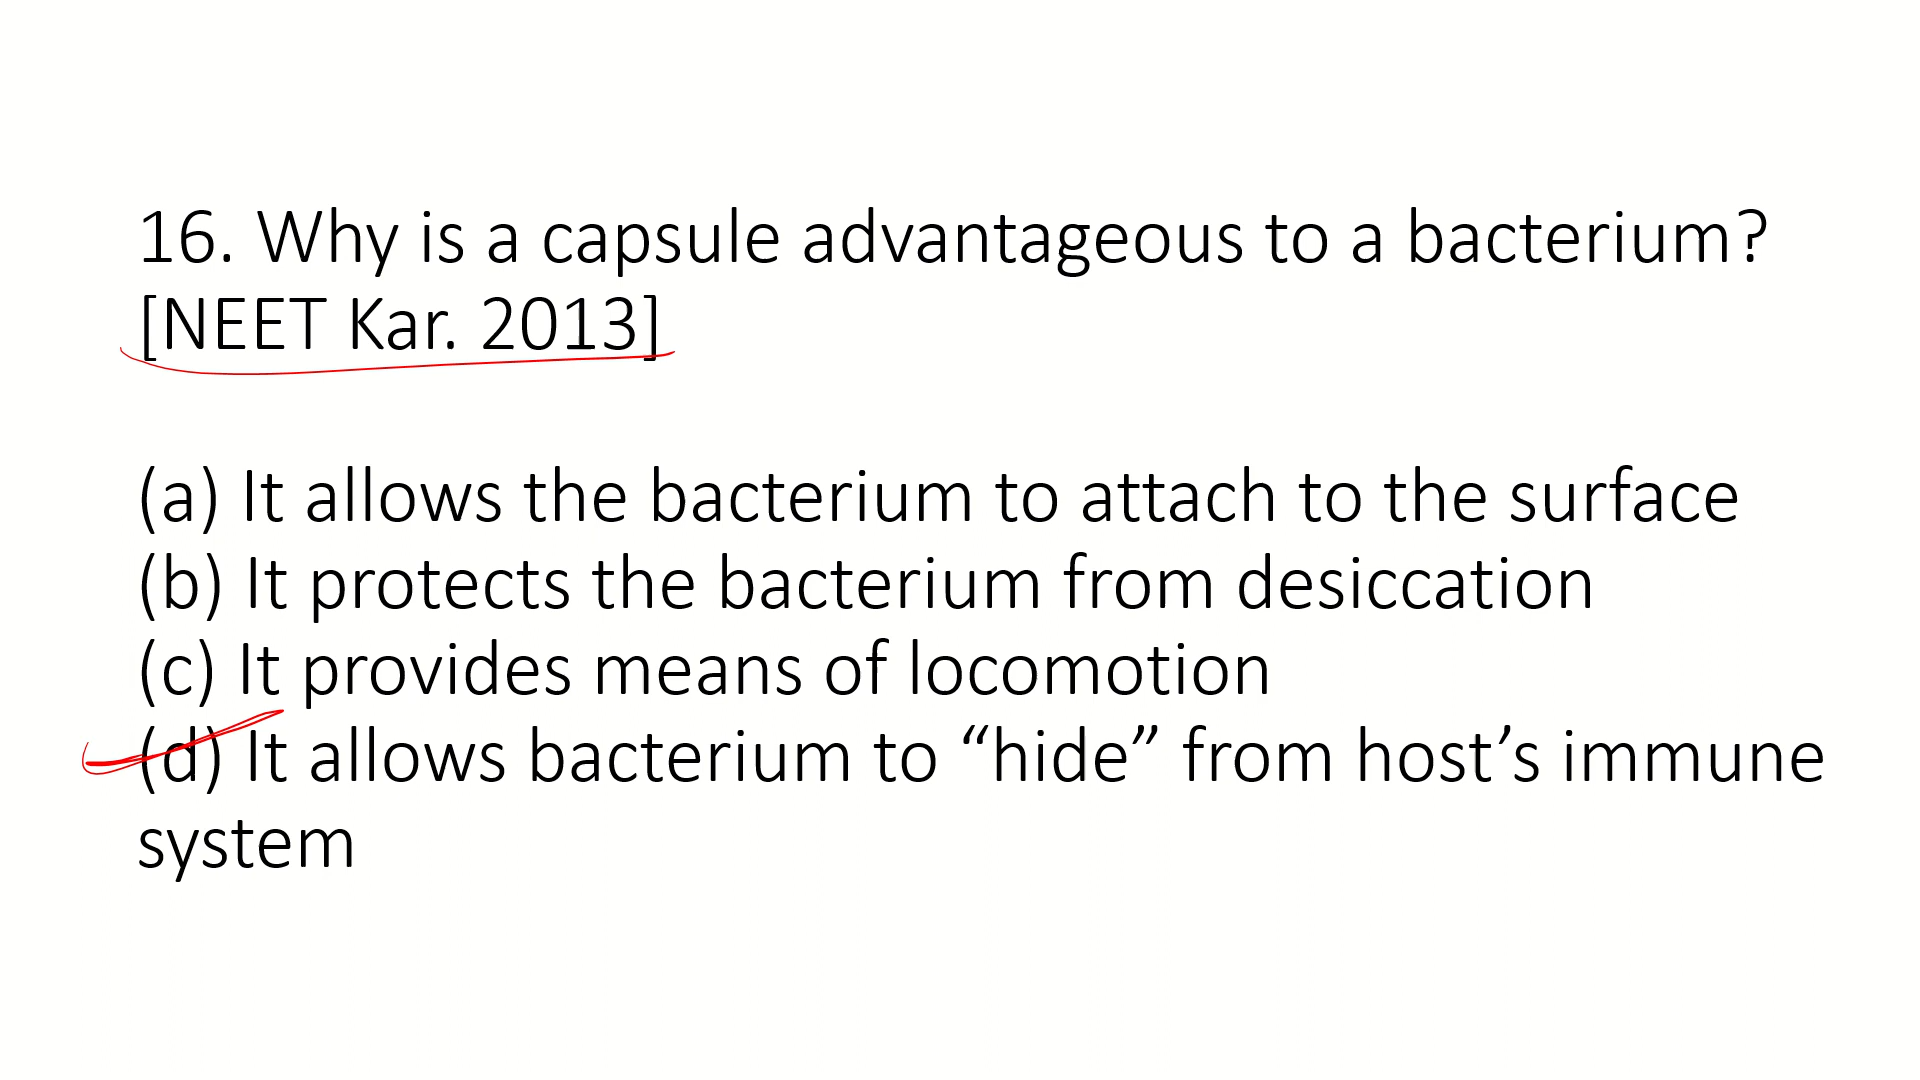 16. Why is a capsule advantageous to a bacterium?
[NEET Kar. 2013]
(a) It allows the bacterium to attach to the surface
(b) It protects the bacterium from desiccation
(c) It provides means of locomotion
(d) It allows bacterium to “hide” from host’s immune
system